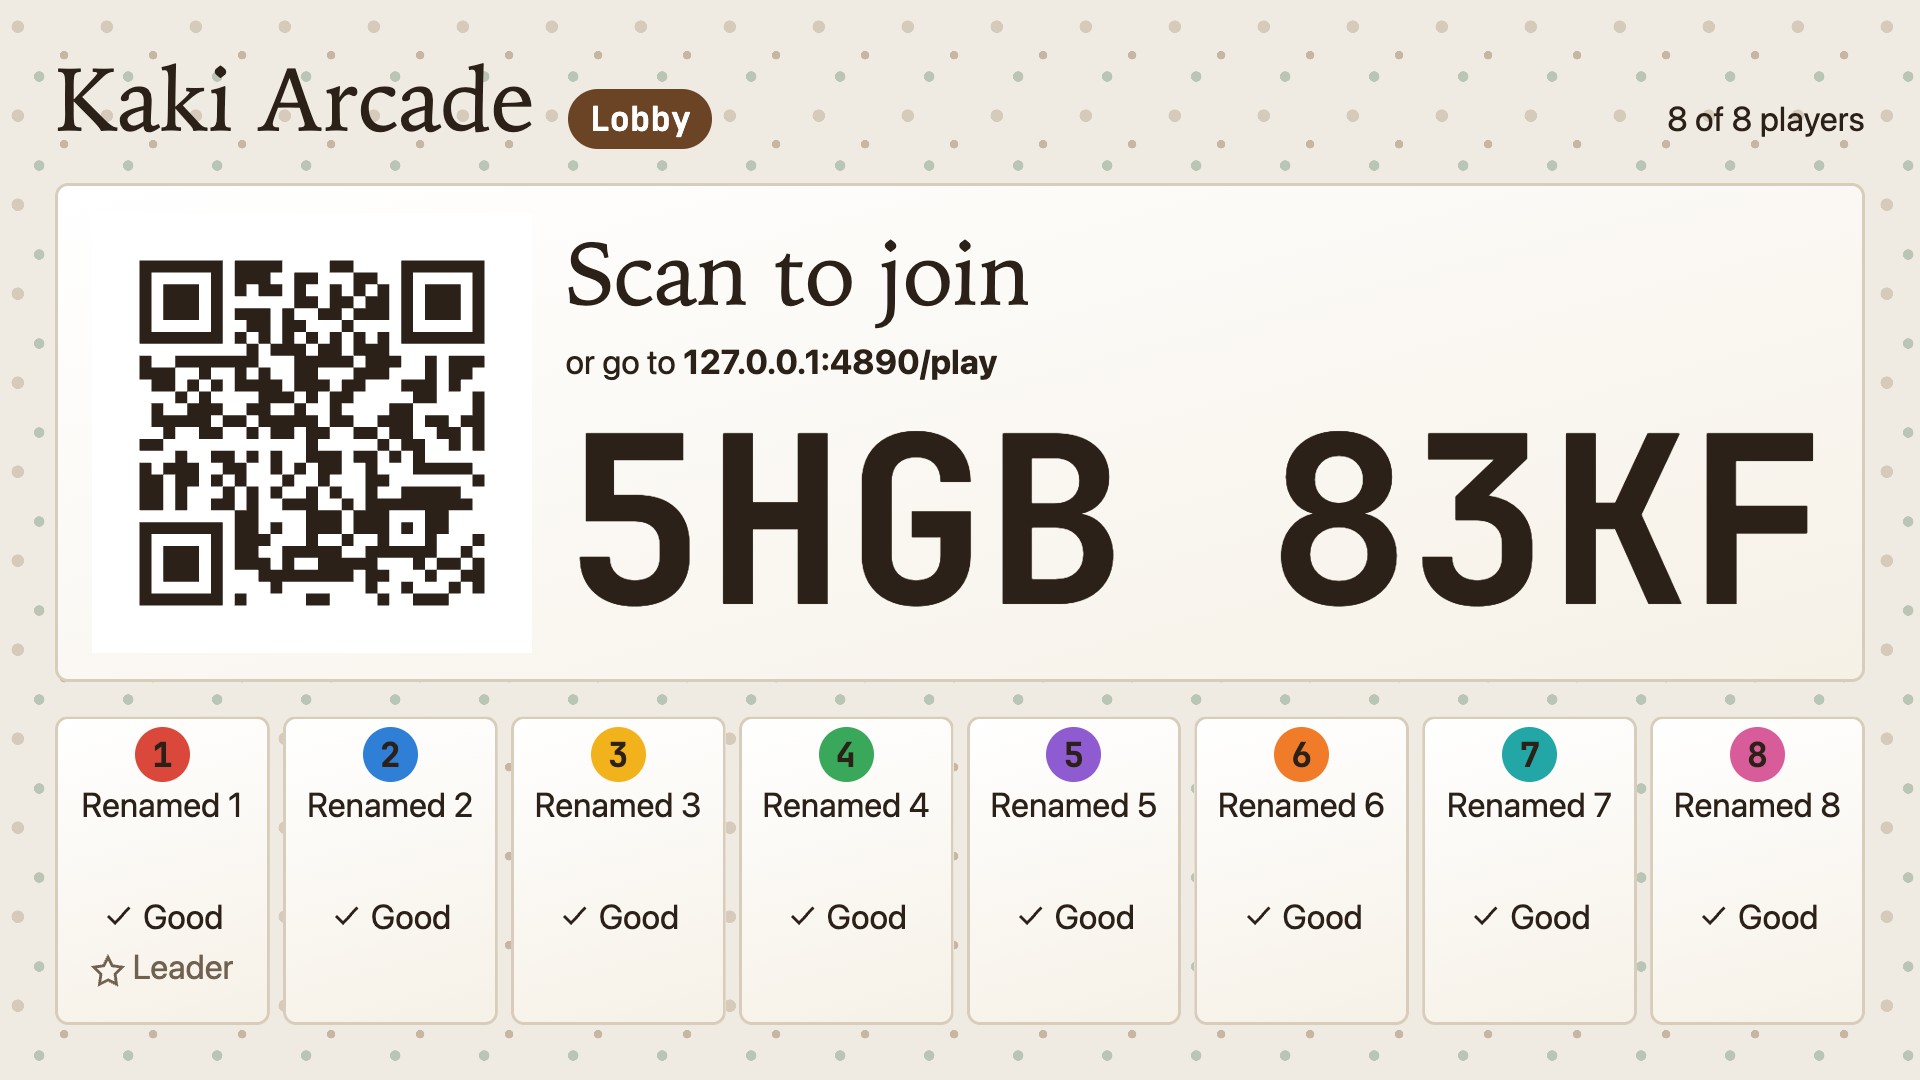 Kaki Arcade Lobby 8 of 8 players
Scan to join
or go to 127.0.0.1:4890/play
5HGB 83KF
1 2 3 4 5 6 7 8
Renamed 1 Renamed 2 Renamed 3 Renamed 4 Renamed 5 Renamed 6 Renamed 7 Renamed 8
✓ Good ✓ Good ✓ Good ✓ Good ✓ Good ✓ Good ✓ Good ✓ Good
☆ Leader